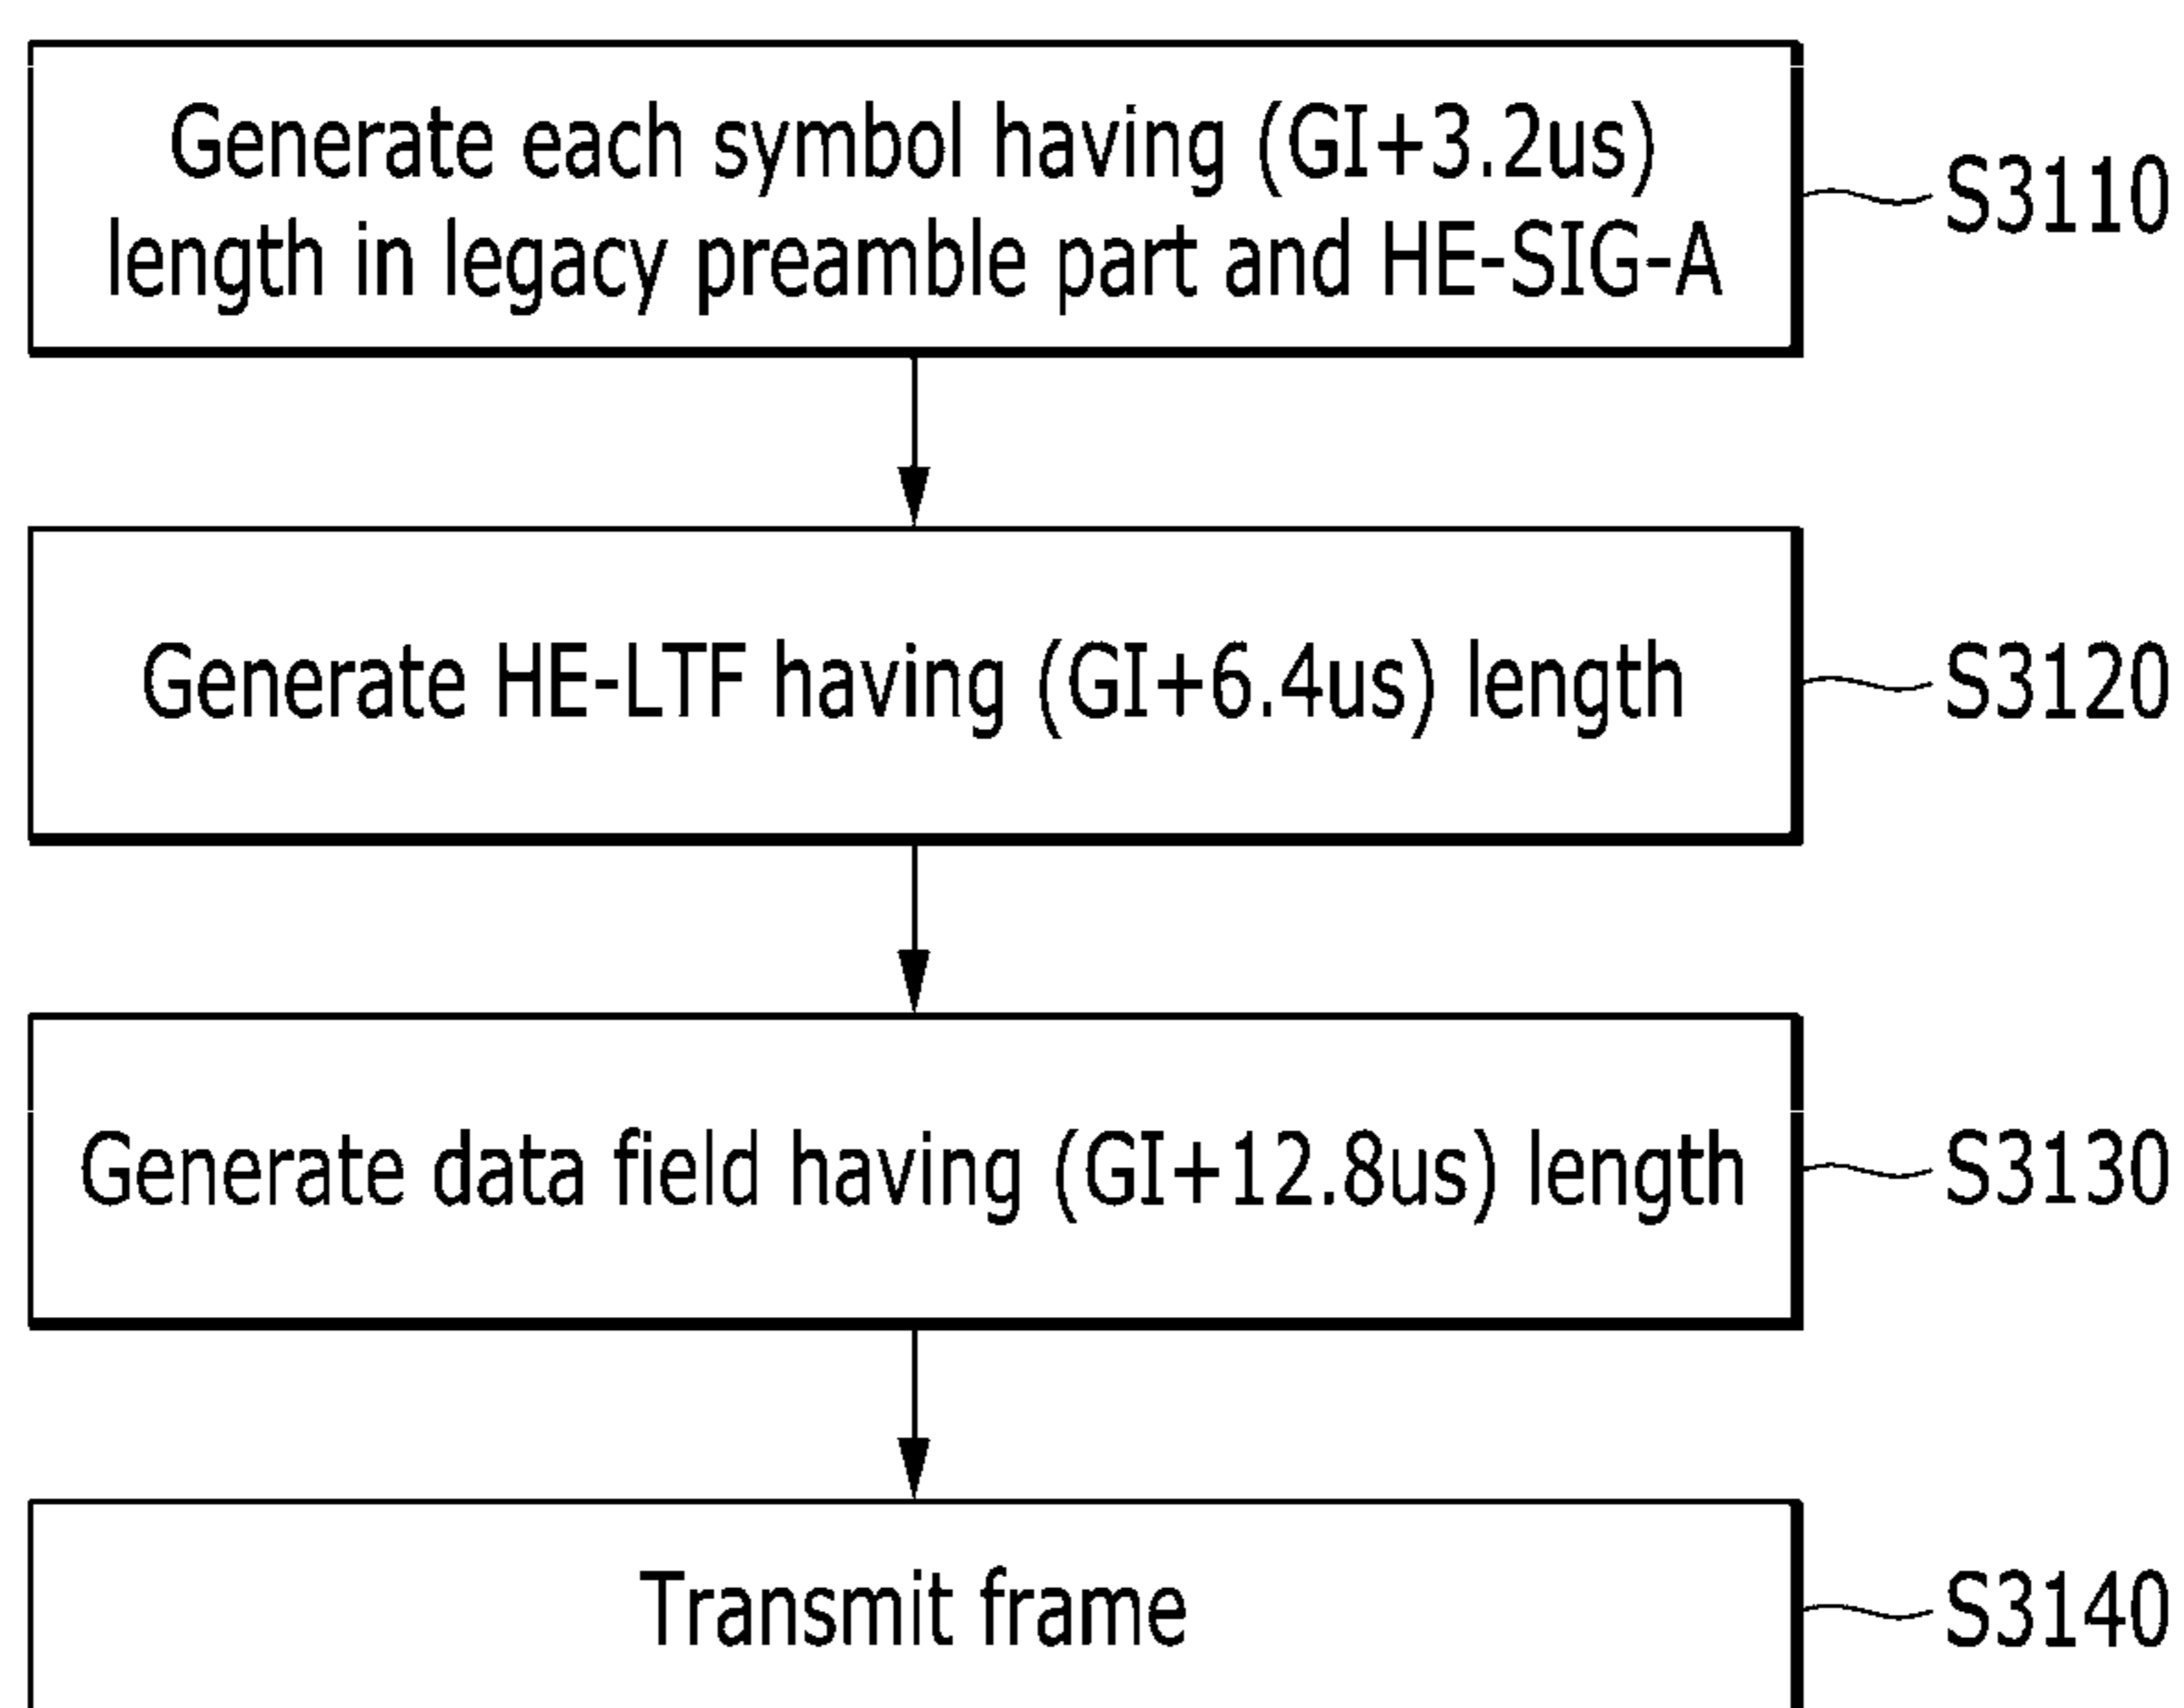 Generate each symbol having (GI+3.2us)
length in legacy preamble part and HE-SIG-A
S3110
Generate HE-LTF having (GI+6.4us) length
S3120
Generate data field having (GI+12.8us) length
S3130
Transmit frame
S3140